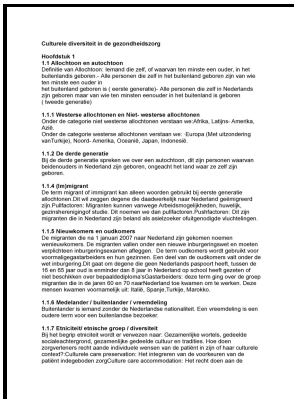 Culturele diversiteit in de gezondheidszorg
Hoofdstuk 1
1.1 Allochtoon en autochtoon
Definitie van Allochtoon: Iemand die zelf, of waarvan ten minste een ouder, in het
buitenlands geboren.- Alle personen die zelf in het buitenland geboren zijn van wie
ten minste een ouder in
het buitenland geboren is ( eerste generatie)- Alle personen die zelf in Nederlands
zijn geboren maar van wie ten minsten eenouder in het buitenland is geboren
( tweede generatie)
1.1.1 Westerse allochtonen en Niet- westerse allochtonen
Onder de categorie niet westerse allochtonen verstaan we:Afrika, Latijns- Amerika,
Azië.
Onder de categorie westerse allochtonen verstaan we: ·Europa (Met uitzondering
vanTurkije), Noord- Amerika, Oceanië, Japan, Indonesië.
1.1.2 De derde generatie
Bij de derde generatie spreken we over een autochtoon, dit zijn personen waarvan
beidenouders in Nederland zijn geboren, ongeacht het land waar ze zelf zijn
geboren.
1.1.4 (Im)migrant
De term migrant of immigrant kan alleen woorden gebruikt bij eerste generatie
allochtonen.Dit wil zeggen degene die daadwerkelijk naar Nederland geëmigreerd
zijn.Pullfactoren: Migranten kunnen vanwege Arbeidsmogelijkheden, huwelijk,
gezinsherenigingof studie. Dit noemen we dan pullfactoren.Pushfactoren: Dit zijn
migranten die in Nederland zijn beland als asielzoeker ofuitgenodigde vluchtelingen.
1.1.5 Nieuwkomers en oudkomers
De migranten die na 1 januari 2007 naar Nederland zijn gekomen noemen
wenieuwkomers. De migranten vallen onder een nieuwe inburgeringswet en moeten
verplichteen inburgeringsexamen afleggen. De term oudkomers wordt gebruikt voor
voormaligegastarbeiders en hun gezinnen. Een deel van de oudkomers valt onder de
wet inburgering.Dit gaat om degene die geen Nederlands paspoort heeft, tussen de
16 en 65 jaar oud is enminder dan 8 jaar in Nederland op school heeft gezeten of
niet beschikken over bepaaldediploma'sGastarbeiders: deze term ging over de groep
migranten die in de jaren 60 en 70 naarNederland toe kwamen om te werken. Deze
mensen kwamen voornamelijk uit: Italië, Spanje,Turkije, Marokko.
1.1.6 Medelander / buitenlander / vreemdeling
Buitenlander is iemand zonder de Nederlandse nationaliteit. Een vreemdeling is een
oudere term voor een buitenlandse bezoeker.
1.1.7 Etniciteit/ etnische groep / diversiteit
Bij het begrip etniciteit wordt er verwezen naar: Gezamenlijke wortels, gedeelde
socialeachtergrond, gezamenlijke gedeelde cultuur en tradities. Hoe doen
zorgverleners recht aande individuele wensen van de patiënt in zijn of haar culturele
context?:Culturele care preservation: Het integreren van de voorkeuren van de
patiënt indegeboden zorgCulture care accommodation: Het recht doen aan de